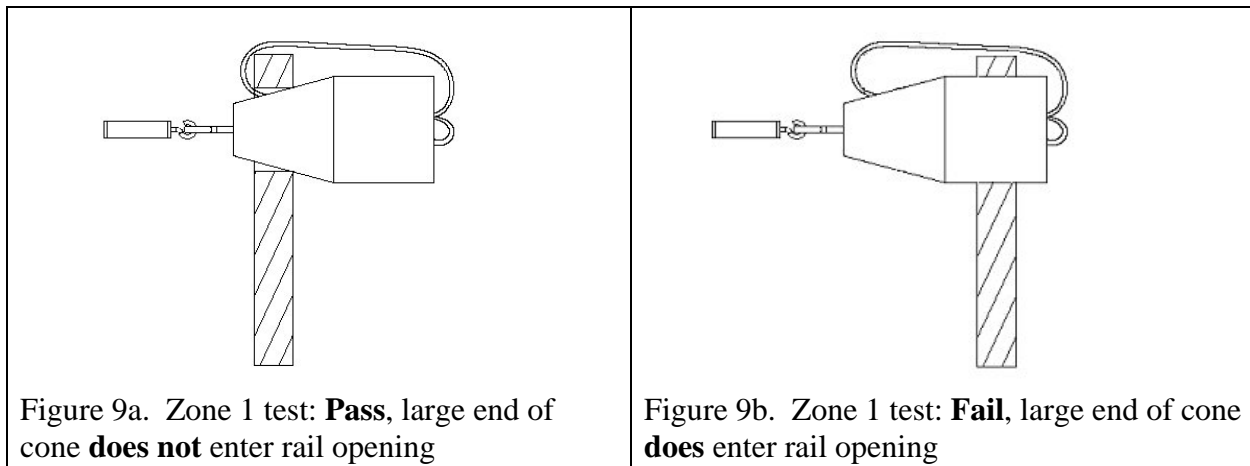 Figure 9a. Zone 1 test: Pass, large end of
cone does not enter rail opening
Figure 9b. Zone 1 test: Fail, large end of cone
does enter rail opening